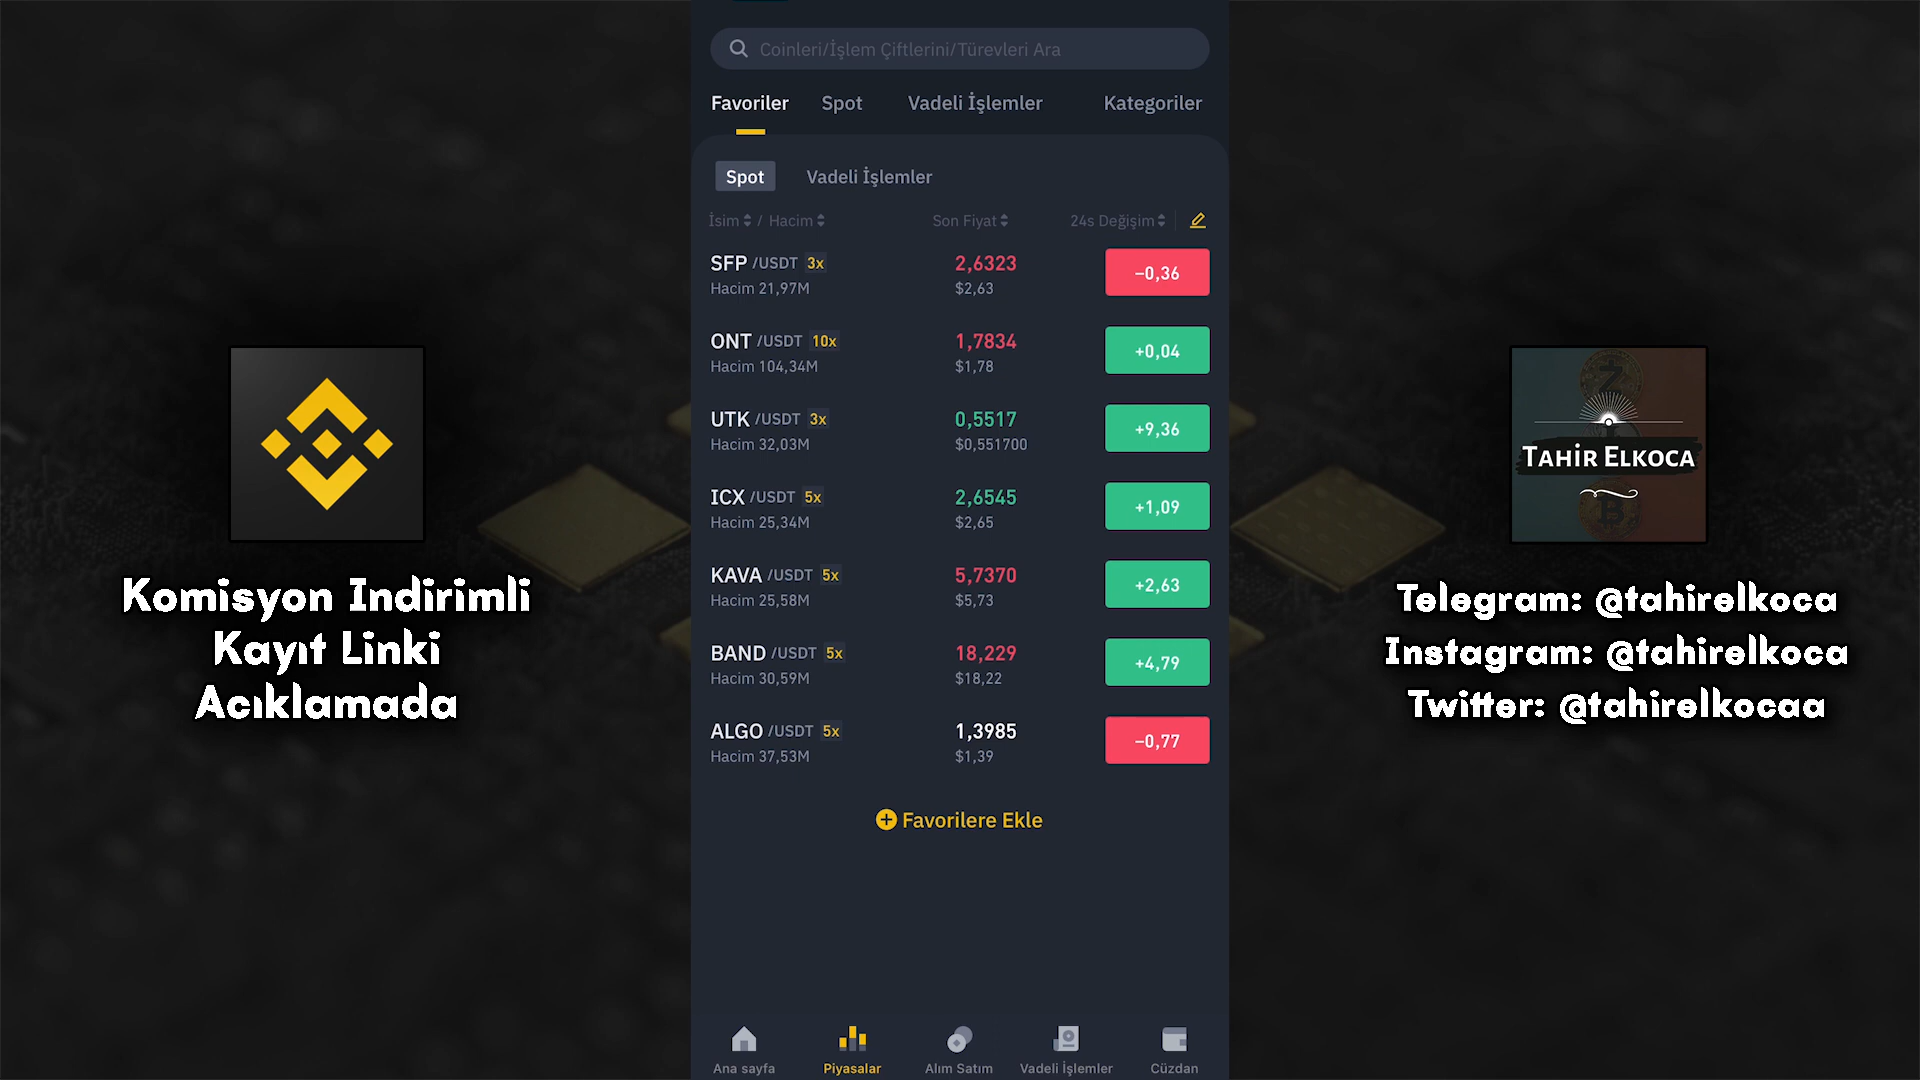 Coinleri/İşlem Çiftlerini/Türevleri Ara
Favoriler Spot Vadeli İşlemler Kategoriler
Spot Vadeli İşlemler
İsim / Hacim Son Fiyat 24s Değişim
SFP /USDT 3x 2,6323 –0,36
Hacim 21,97M $2,63
ONT /USDT 10x 1,7834 +0,04
Hacim 104,34M $1,78
UTK /USDT 3x 0,5517 +9,36
Hacim 32,03M $0,551700
ICX /USDT 5x 2,6545 +1,09
Hacim 25,34M $2,65
KAVA /USDT 5x 5,7370 +2,63
Hacim 25,58M $5,73
BAND /USDT 5x 18,229 +4,79
Hacim 30,59M $18,22
ALGO /USDT 5x 1,3985 –0,77
Hacim 37,53M $1,39
Favorilere Ekle
Ana sayfa Piyasalar Alım Satım Vadeli İşlemler Cüzdan
Komisyon Indirimli
Kayıt Linki
Acıklamada
TAHİR ELKOCA
Telegram: @tahirelkoca
Instagram: @tahirelkoca
Twitter: @tahirelkocaa